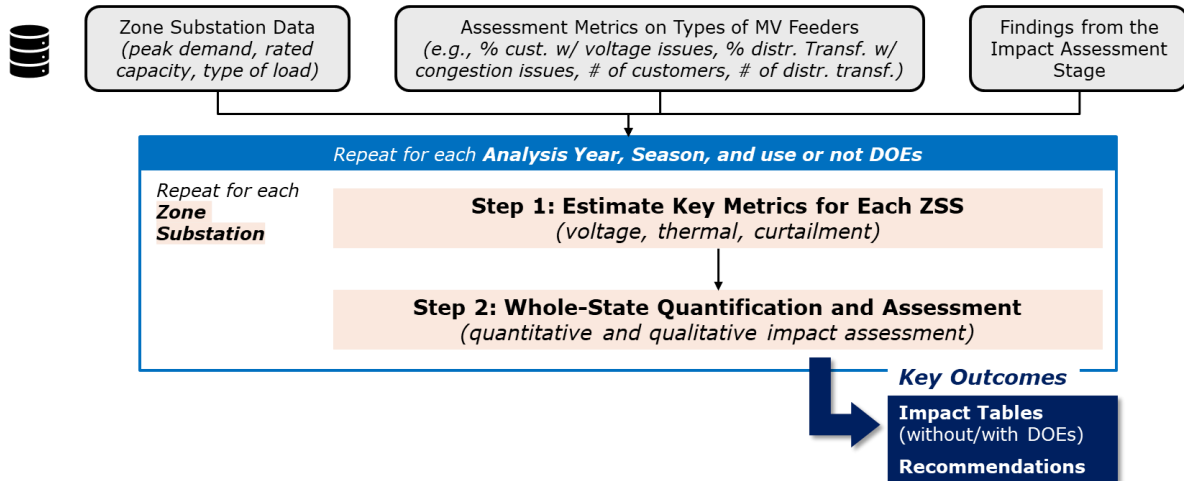 Zone Substation Data
(peak demand, rated
capacity, type of load)
Assessment Metrics on Types of MV Feeders
(e.g., % cust. w/ voltage issues, % distr. Transf. w/
congestion issues, # of customers, # of distr. transf.)
Findings from the
Impact Assessment
Stage
Repeat for each Analysis Year, Season, and use or not DOEs
Repeat for each
Zone
Substation
Step 1: Estimate Key Metrics for Each ZSS
(voltage, thermal, curtailment)
Step 2: Whole-State Quantification and Assessment
(quantitative and qualitative impact assessment)
Key Outcomes
Impact Tables
(without/with DOEs)
Recommendations